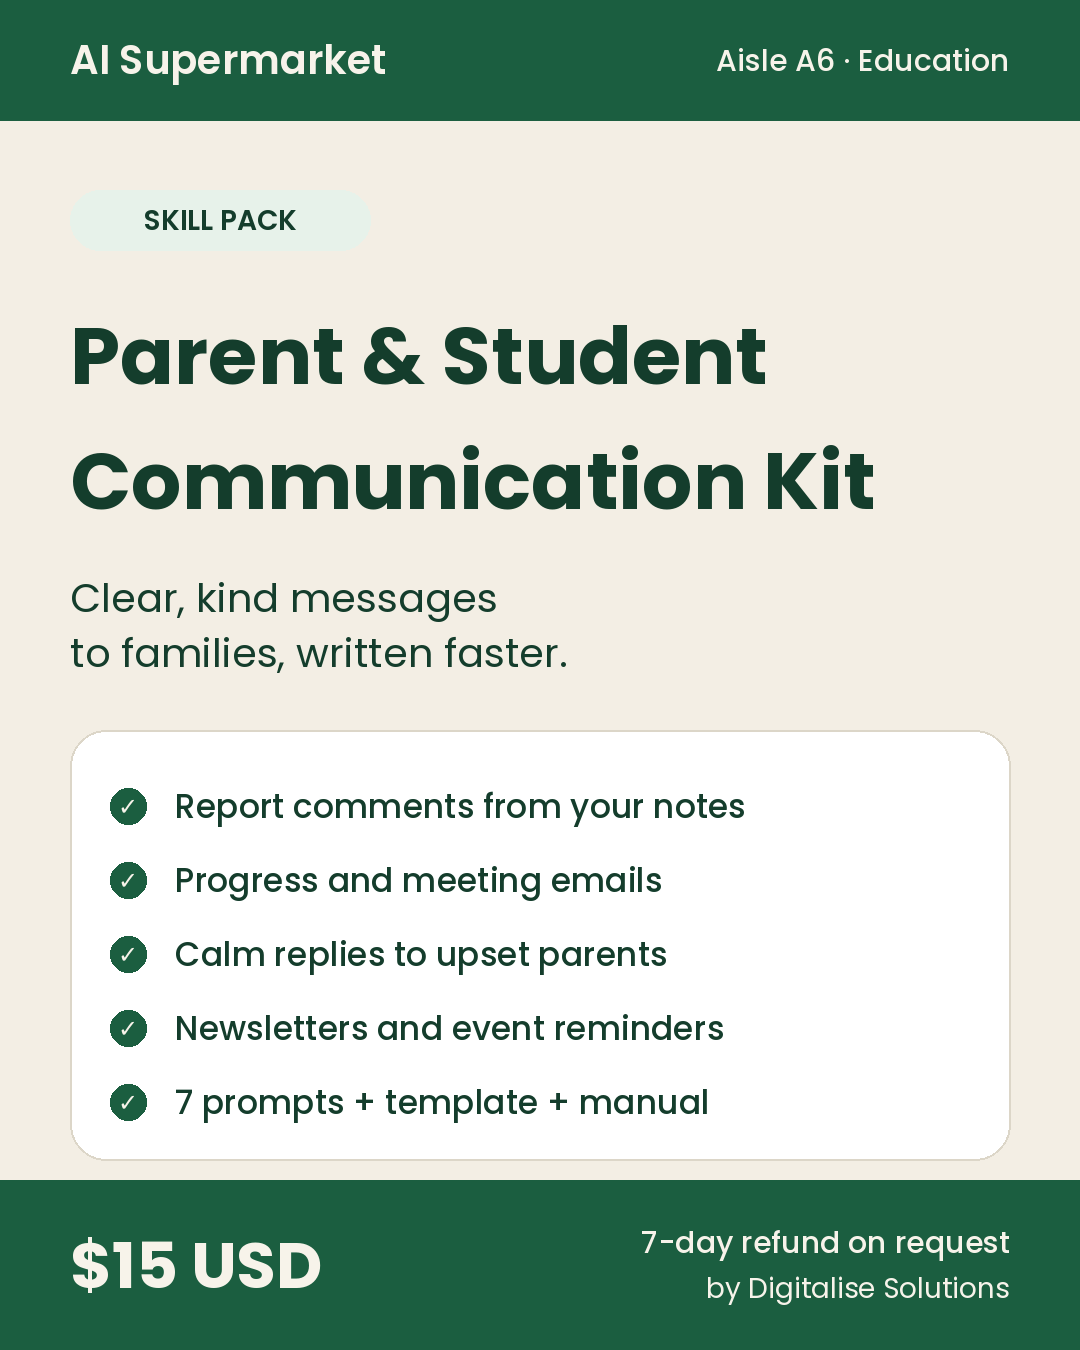 AI Supermarket
Aisle A6 · Education
SKILL PACK
Parent & Student
Communication Kit
Clear, kind messages
to families, written faster.
✓ Report comments from your notes
✓ Progress and meeting emails
✓ Calm replies to upset parents
✓ Newsletters and event reminders
✓ 7 prompts + template + manual
$15 USD
7-day refund on request
by Digitalise Solutions